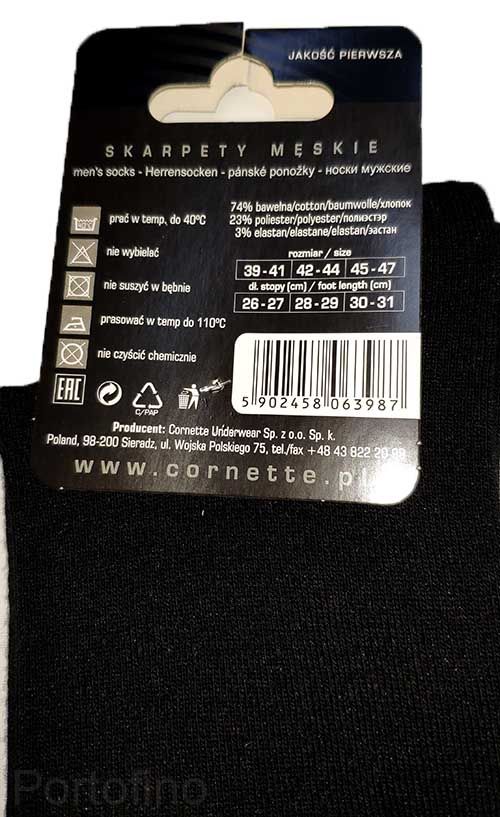 JAKOŚĆ PIERWSZA
SKARPETY MĘSKIE
men's socks - Herrensocken - pánské ponožky - носки мужские
74% bawełna/cotton/baumwolle/хлопок
23% poliester/polyester/полиэстер
3% elastan/elastane/elastan/эластан
prać w temp. do 40°C
nie wybielać
nie suszyć w bębnie
prasować w temp do 110°C
nie czyścić chemicznie
rozmiar / size
39-41 42-44 45-47
dł. stopy (cm) / foot length (cm)
26-27 28-29 30-31
EAC
C/PAP
5 902458 063987
Producent: Cornette Underwear Sp. z o.o. Sp. k.
Poland, 98-200 Sieradz, ul. Wojska Polskiego 75, tel./fax +48 43 822 20
www.cornette.p
Portofino